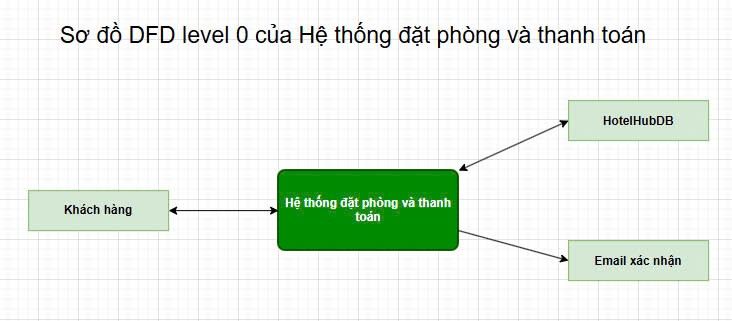 Sơ đồ DFD level 0 của Hệ thống đặt phòng và thanh toán
HotelHubDB
Khách hàng
Hệ thống đặt phòng và thanh
toán
Email xác nhận